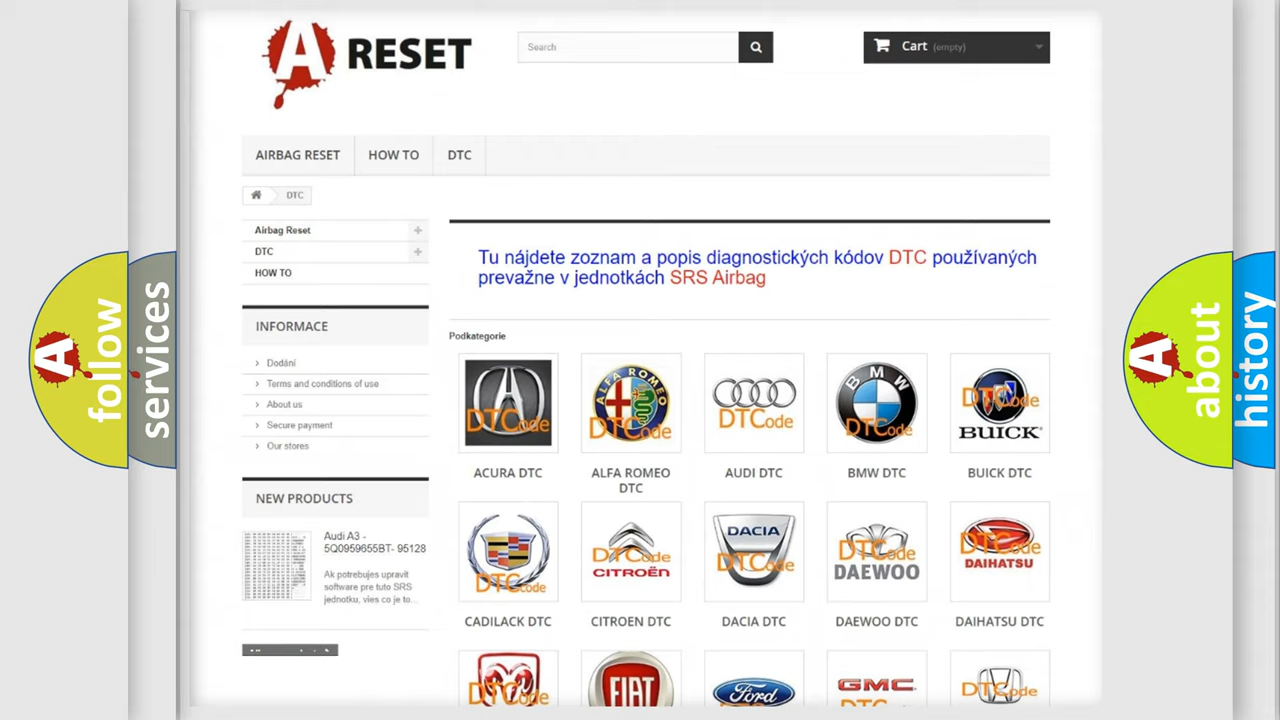 A RESET
Search
Cart (empty)
AIRBAG RESET
HOW TO
DTC
DTC
Airbag Reset
DTC
HOW TO
Tu nájdete zoznam a popis diagnostických kódov DTC používaných
prevažne v jednotkách SRS Airbag
INFORMACE
Dodání
Terms and conditions of use
About us
Secure payment
Our stores
NEW PRODUCTS
Audi A3 -
5Q0959655BT- 95128
Ak potrebujes upravit
software pre tuto SRS
jednotku, vies co je to...
Podkategorie
DTCode
ALFA ROMEO
DTCode
DTCode
BMW
DTCode
DTCode
BUICK
ACURA DTC
ALFA ROMEO
DTC
AUDI DTC
BMW DTC
BUICK DTC
DTCode
DTCode
CITROËN
DACIA
DTCode
DTCode
DAEWOO
DTCode
DAIHATSU
CADILACK DTC
CITROEN DTC
DACIA DTC
DAEWOO DTC
DAIHATSU DTC
DTCode
FIAT
Ford
GMC
DTCode
A follow
services
A about
history